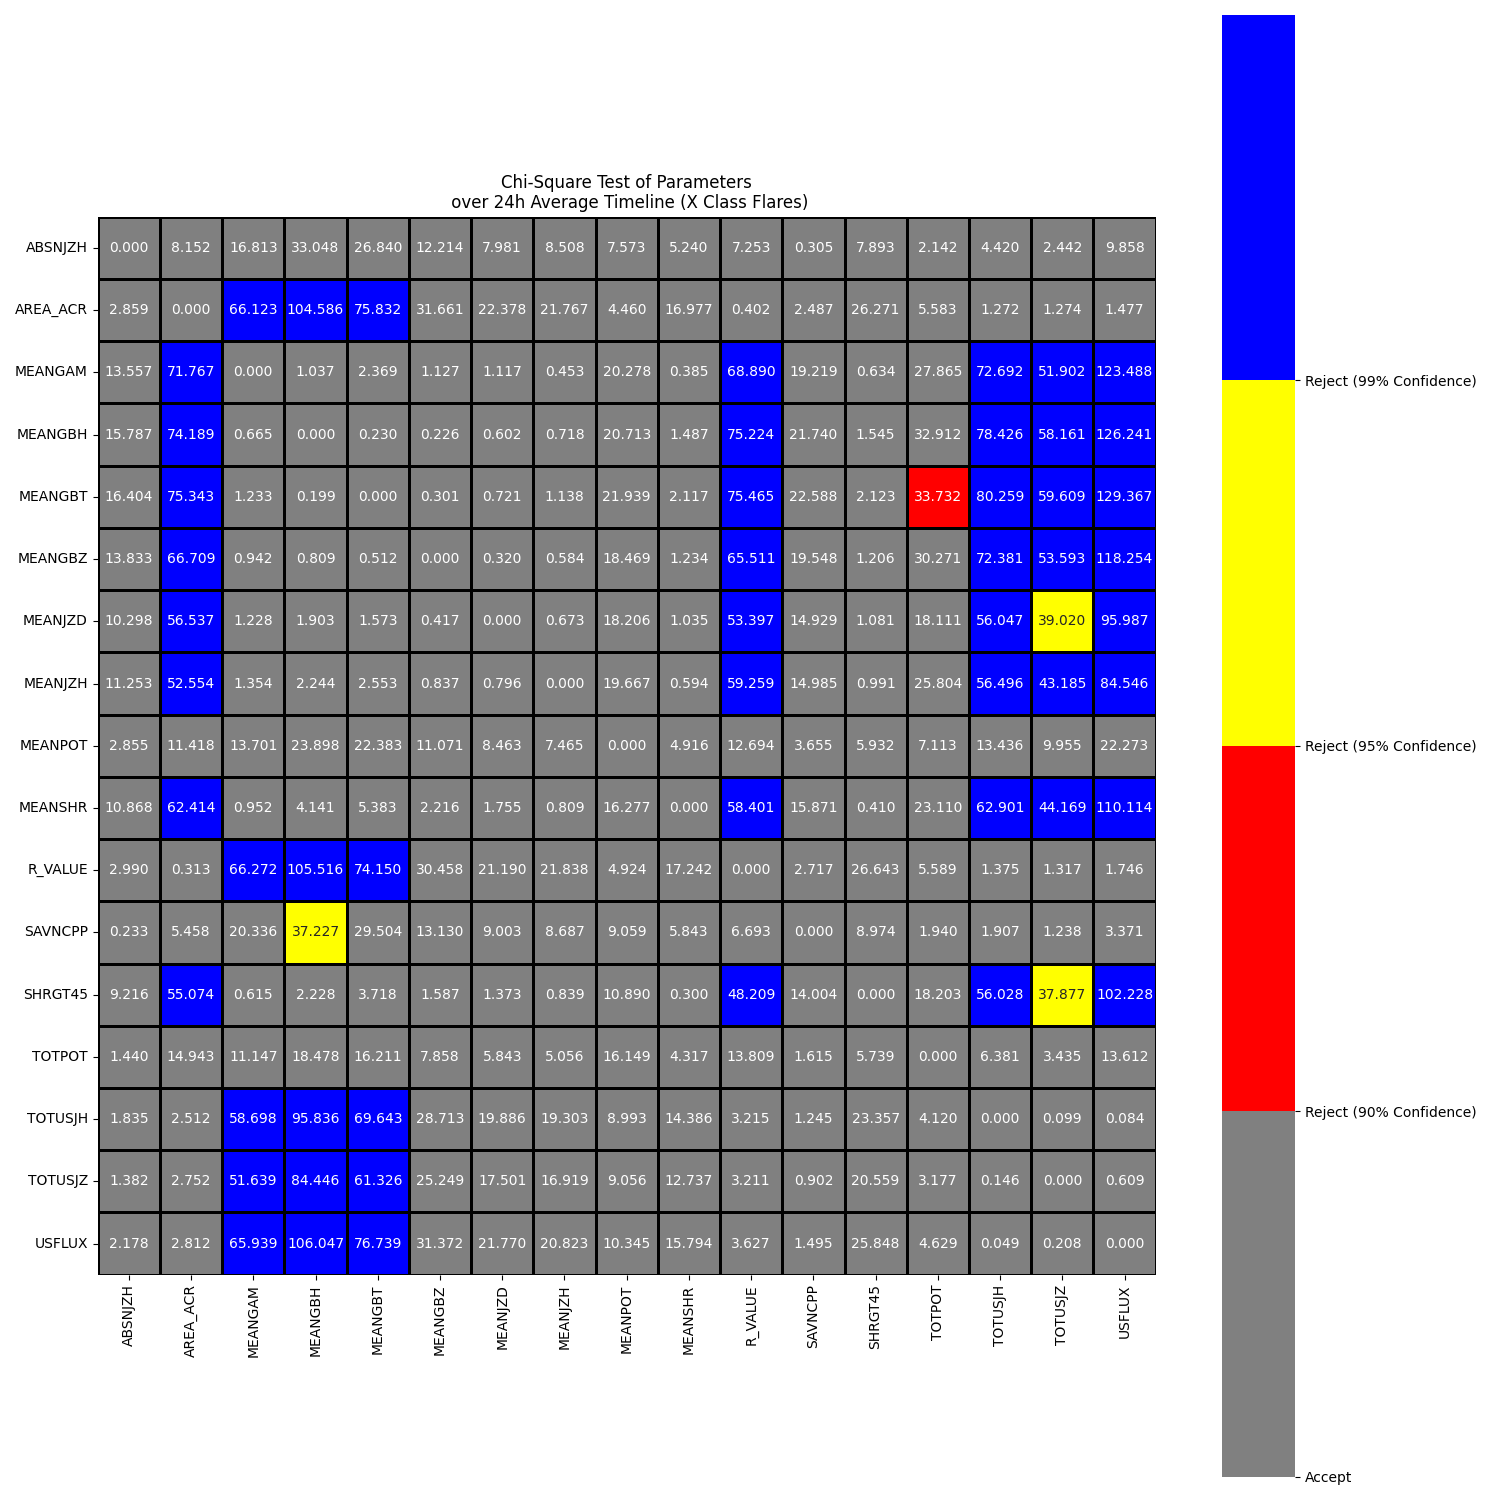 Chi-Square Test of Parameters
over 24h Average Timeline (X Class Flares)
ABSNJZH 0.000 8.152 16.813 33.048 26.840 12.214 7.981 8.508 7.573 5.240 7.253 0.305 7.893 2.142 4.420 2.442 9.858
AREA_ACR 2.859 0.000 66.123 104.586 75.832 31.661 22.378 21.767 4.460 16.977 0.402 2.487 26.271 5.583 1.272 1.274 1.477
MEANGAM 13.557 71.767 0.000 1.037 2.369 1.127 1.117 0.453 20.278 0.385 68.890 19.219 0.634 27.865 72.692 51.902 123.488
Reject (99% Confidence)
MEANGBH 15.787 74.189 0.665 0.000 0.230 0.226 0.602 0.718 20.713 1.487 75.224 21.740 1.545 32.912 78.426 58.161 126.241
MEANGBT 16.404 75.343 1.233 0.199 0.000 0.301 0.721 1.138 21.939 2.117 75.465 22.588 2.123 33.732 80.259 59.609 129.367
MEANGBZ 13.833 66.709 0.942 0.809 0.512 0.000 0.320 0.584 18.469 1.234 65.511 19.548 1.206 30.271 72.381 53.593 118.254
MEANJZD 10.298 56.537 1.228 1.903 1.573 0.417 0.000 0.673 18.206 1.035 53.397 14.929 1.081 18.111 56.047 39.020 95.987
MEANJZH 11.253 52.554 1.354 2.244 2.553 0.837 0.796 0.000 19.667 0.594 59.259 14.985 0.991 25.804 56.496 43.185 84.546
MEANPOT 2.855 11.418 13.701 23.898 22.383 11.071 8.463 7.465 0.000 4.916 12.694 3.655 5.932 7.113 13.436 9.955 22.273
Reject (95% Confidence)
MEANSHR 10.868 62.414 0.952 4.141 5.383 2.216 1.755 0.809 16.277 0.000 58.401 15.871 0.410 23.110 62.901 44.169 110.114
R_VALUE 2.990 0.313 66.272 105.516 74.150 30.458 21.190 21.838 4.924 17.242 0.000 2.717 26.643 5.589 1.375 1.317 1.746
SAVNCPP 0.233 5.458 20.336 37.227 29.504 13.130 9.003 8.687 9.059 5.843 6.693 0.000 8.974 1.940 1.907 1.238 3.371
SHRGT45 9.216 55.074 0.615 2.228 3.718 1.587 1.373 0.839 10.890 0.300 48.209 14.004 0.000 18.203 56.028 37.877 102.228
TOTPOT 1.440 14.943 11.147 18.478 16.211 7.858 5.843 5.056 16.149 4.317 13.809 1.615 5.739 0.000 6.381 3.435 13.612
TOTUSJH 1.835 2.512 58.698 95.836 69.643 28.713 19.886 19.303 8.993 14.386 3.215 1.245 23.357 4.120 0.000 0.099 0.084
Reject (90% Confidence)
TOTUSJZ 1.382 2.752 51.639 84.446 61.326 25.249 17.501 16.919 9.056 12.737 3.211 0.902 20.559 3.177 0.146 0.000 0.609
USFLUX 2.178 2.812 65.939 106.047 76.739 31.372 21.770 20.823 10.345 15.794 3.627 1.495 25.848 4.629 0.049 0.208 0.000
ABSNJZH AREA_ACR MEANGAM MEANGBH MEANGBT MEANGBZ MEANJZD MEANJZH MEANPOT MEANSHR R_VALUE SAVNCPP SHRGT45 TOTPOT TOTUSJH TOTUSJZ USFLUX
Accept